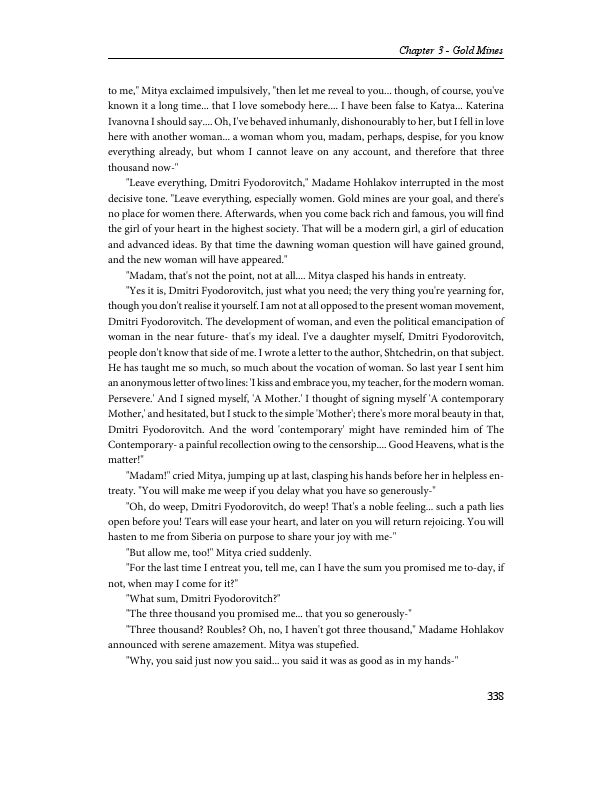 Chapter 3 - Gold Mines
to me," Mitya exclaimed impulsively, "then let me reveal to you... though, of course, you've
known it a long time... that I love somebody here.... I have been false to Katya... Katerina
Ivanovna I should say.... Oh, I've behaved inhumanly, dishonourably to her, but I fell in love
here with another woman... a woman whom you, madam, perhaps, despise, for you know
everything already, but whom I cannot leave on any account, and therefore that three
thousand now-"
"Leave everything, Dmitri Fyodorovitch," Madame Hohlakov interrupted in the most
decisive tone. "Leave everything, especially women. Gold mines are your goal, and there's
no place for women there. Afterwards, when you come back rich and famous, you will find
the girl of your heart in the highest society. That will be a modern girl, a girl of education
and advanced ideas. By that time the dawning woman question will have gained ground,
and the new woman will have appeared."
"Madam, that's not the point, not at all.... Mitya clasped his hands in entreaty.
"Yes it is, Dmitri Fyodorovitch, just what you need; the very thing you're yearning for,
though you don't realise it yourself. I am not at all opposed to the present woman movement,
Dmitri Fyodorovitch. The development of woman, and even the political emancipation of
woman in the near future- that's my ideal. I've a daughter myself, Dmitri Fyodorovitch,
people don't know that side of me. I wrote a letter to the author, Shtchedrin, on that subject.
He has taught me so much, so much about the vocation of woman. So last year I sent him
an anonymous letter of two lines: 'I kiss and embrace you, my teacher, for the modern woman.
Persevere.' And I signed myself, 'A Mother.' I thought of signing myself 'A contemporary
Mother,' and hesitated, but I stuck to the simple 'Mother'; there's more moral beauty in that,
Dmitri Fyodorovitch. And the word 'contemporary' might have reminded him of The
Contemporary- a painful recollection owing to the censorship.... Good Heavens, what is the
matter!"
"Madam!" cried Mitya, jumping up at last, clasping his hands before her in helpless en-
treaty. "You will make me weep if you delay what you have so generously-"
"Oh, do weep, Dmitri Fyodorovitch, do weep! That's a noble feeling... such a path lies
open before you! Tears will ease your heart, and later on you will return rejoicing. You will
hasten to me from Siberia on purpose to share your joy with me-"
"But allow me, too!" Mitya cried suddenly.
"For the last time I entreat you, tell me, can I have the sum you promised me to-day, if
not, when may I come for it?"
"What sum, Dmitri Fyodorovitch?"
"The three thousand you promised me... that you so generously-"
"Three thousand? Roubles? Oh, no, I haven't got three thousand," Madame Hohlakov
announced with serene amazement. Mitya was stupefied.
"Why, you said just now you said... you said it was as good as in my hands-"
338